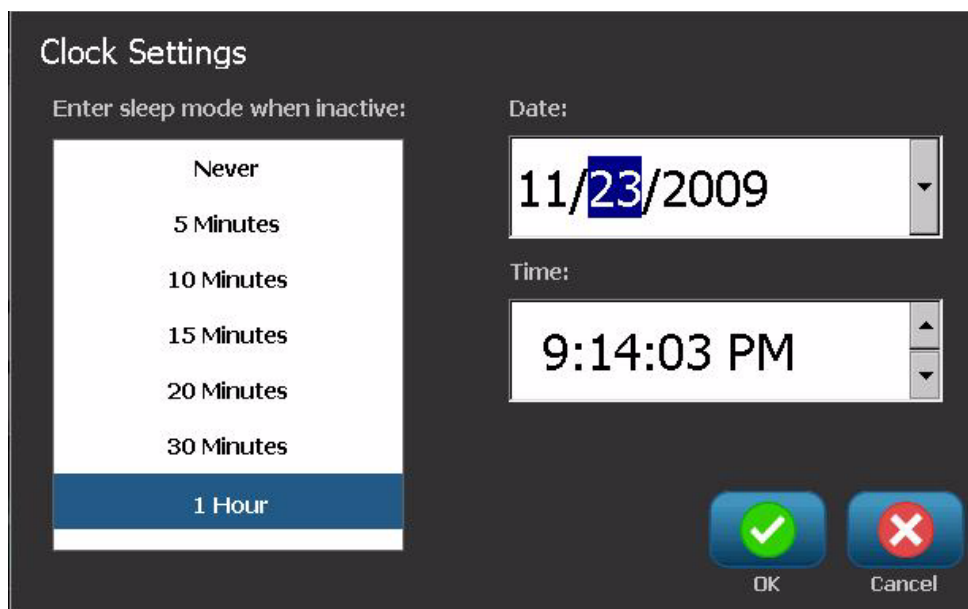 Clock Settings
Enter sleep mode when inactive:
Never
5 Minutes
10 Minutes
15 Minutes
20 Minutes
30 Minutes
1 Hour
Date:
11/23/2009
Time:
9:14:03 PM
OK
Cancel